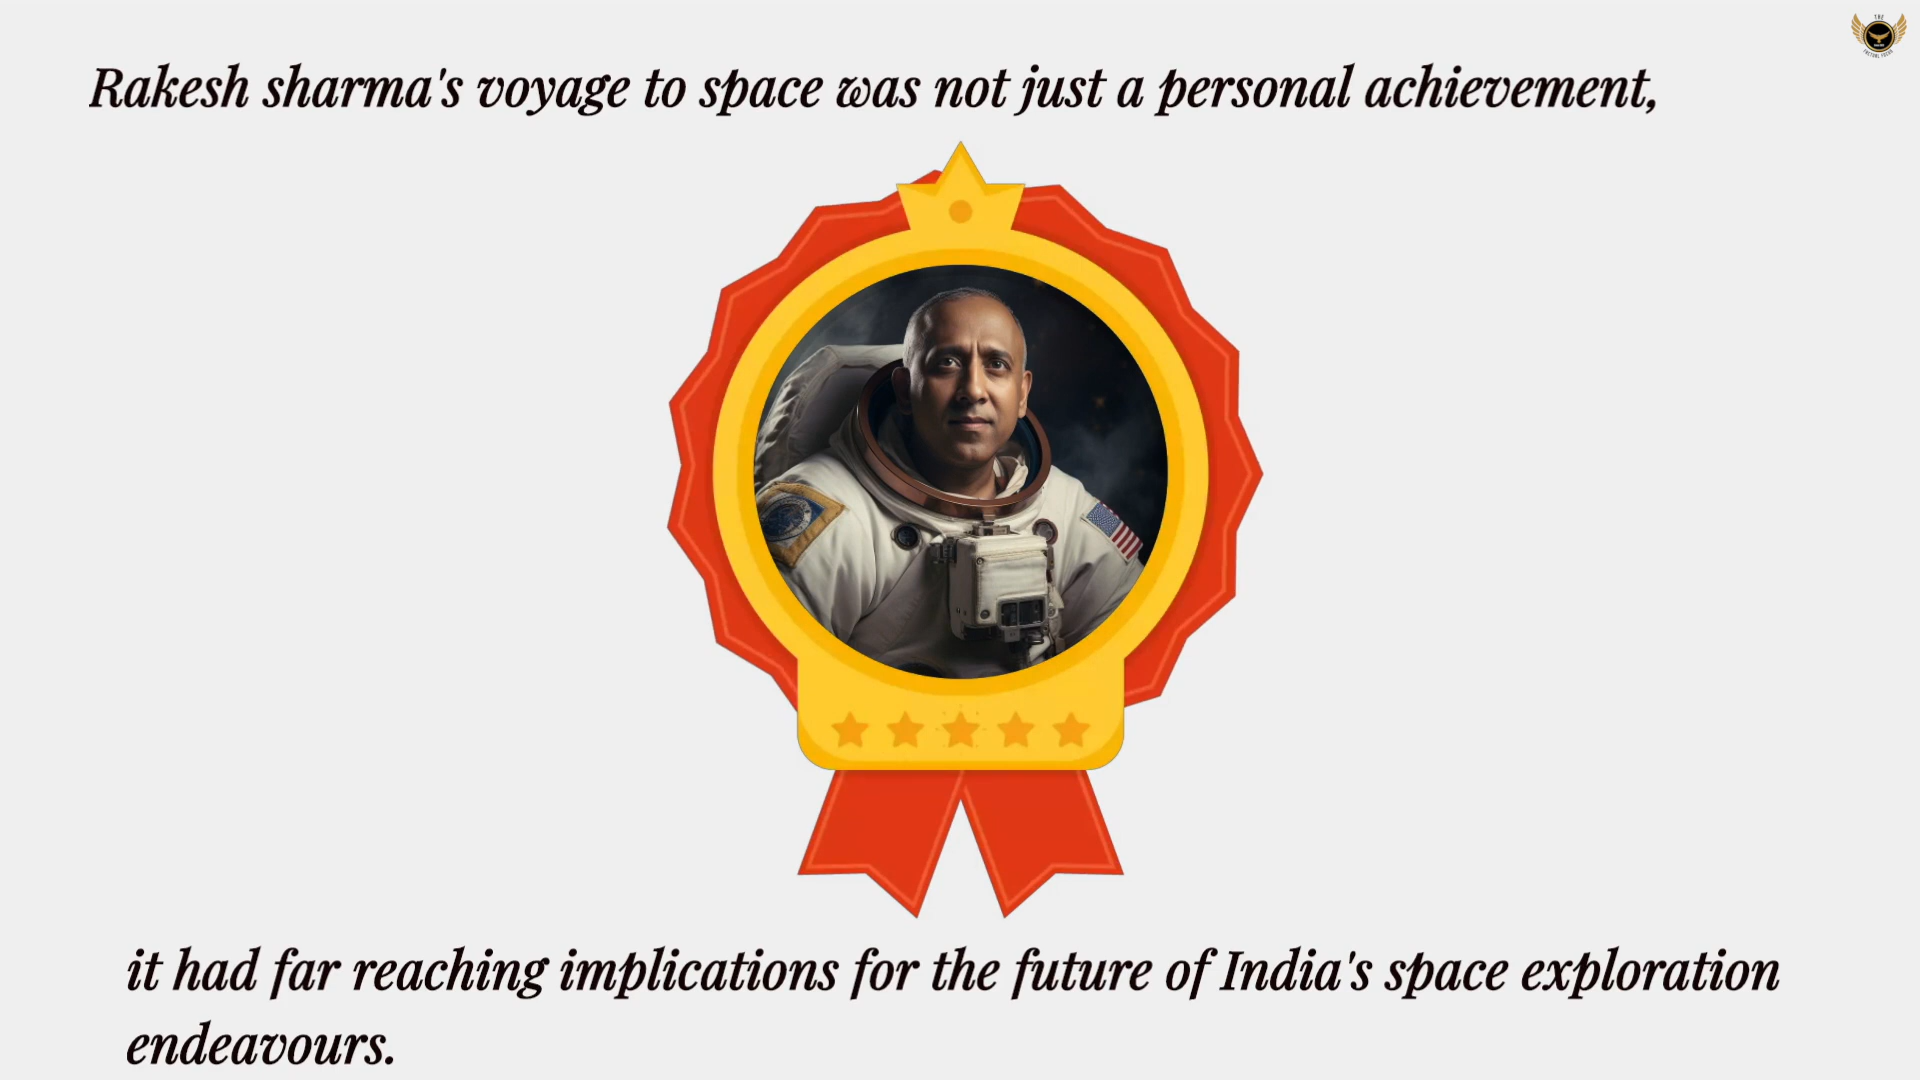 Rakesh sharma's voyage to space was not just a personal achievement,
it had far reaching implications for the future of India's space exploration
endeavours.